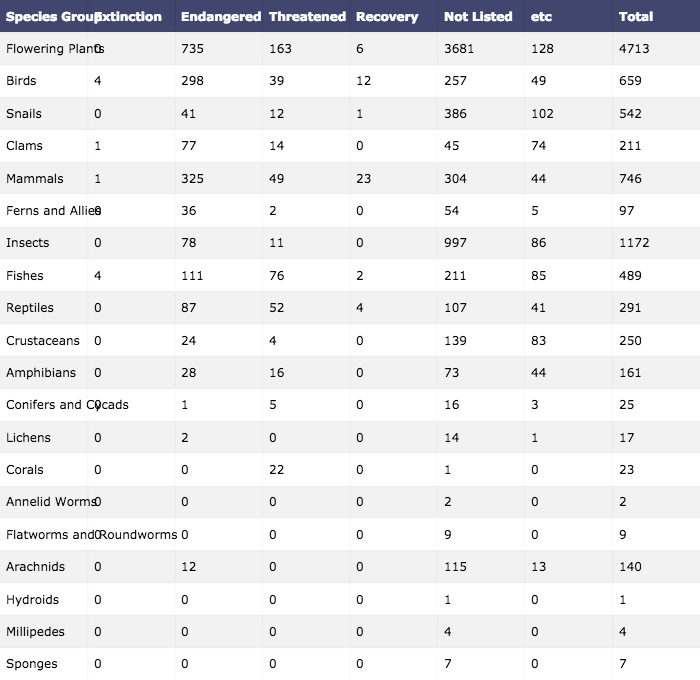 Species Group Extinction Endangered Threatened Recovery Not Listed etc Total
Flowering Plants 0 735 163 6 3681 128 4713
Birds 4 298 39 12 257 49 659
Snails 0 41 12 1 386 102 542
Clams 1 77 14 0 45 74 211
Mammals 1 325 49 23 304 44 746
Ferns and Allies 0 36 2 0 54 5 97
Insects 0 78 11 0 997 86 1172
Fishes 4 111 76 2 211 85 489
Reptiles 0 87 52 4 107 41 291
Crustaceans 0 24 4 0 139 83 250
Amphibians 0 28 16 0 73 44 161
Conifers and Cycads 0 1 5 0 16 3 25
Lichens 0 2 0 0 14 1 17
Corals 0 0 22 0 1 0 23
Annelid Worms 0 0 0 0 2 0 2
Flatworms and Roundworms 0 0 0 0 9 0 9
Arachnids 0 12 0 0 115 13 140
Hydroids 0 0 0 0 1 0 1
Millipedes 0 0 0 0 4 0 4
Sponges 0 0 0 0 7 0 7